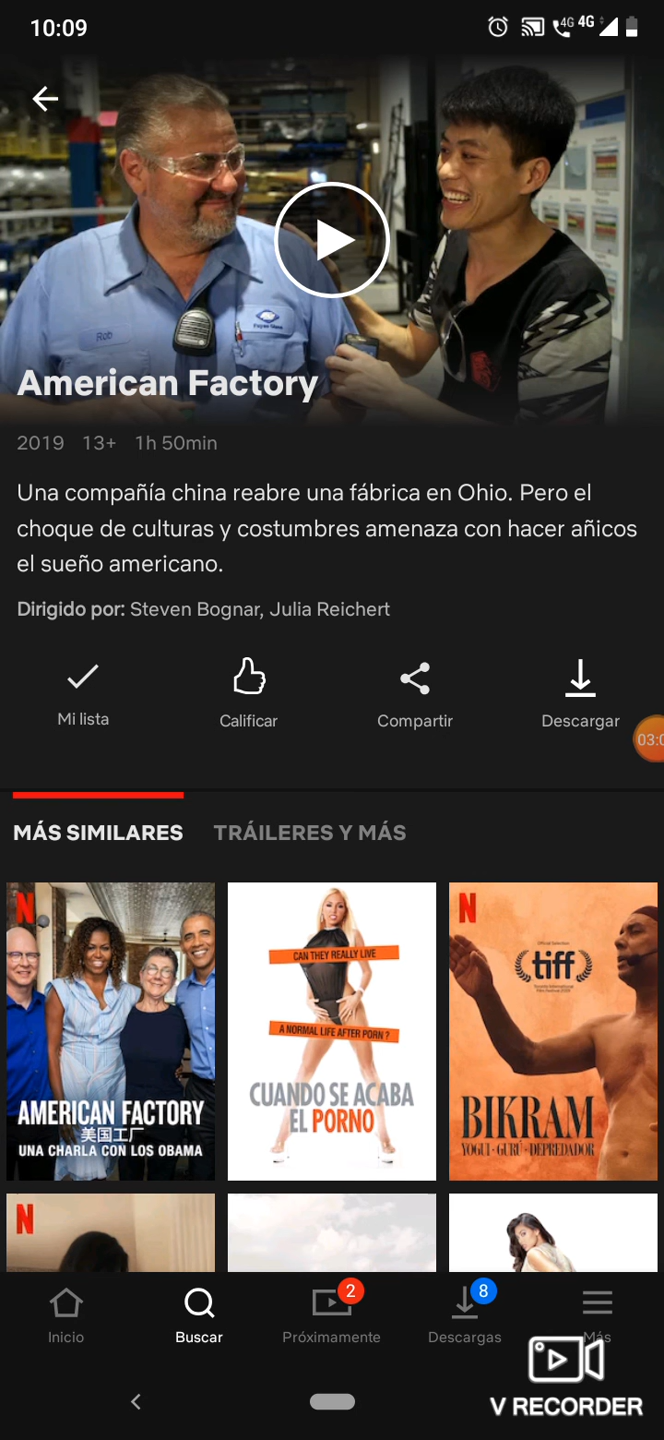 10:09
4G 4G
Rob
American Factory
2019 13+ 1h 50min
Una compañía china reabre una fábrica en Ohio. Pero el
choque de culturas y costumbres amenaza con hacer añicos
el sueño americano.
Dirigido por: Steven Bognar, Julia Reichert
Mi lista
Calificar
Compartir
Descargar
03:0
MÁS SIMILARES
TRÁILERES Y MÁS
N
AMERICAN FACTORY
美国工厂
UNA CHARLA CON LOS OBAMA
CAN THEY REALLY LIVE
A NORMAL LIFE AFTER PORN ?
CUANDO SE ACABA
EL PORNO
N
tiff
BIKRAM
YOGUI • GURÚ • DEPREDADOR
N
2
8
Inicio
Buscar
Próximamente
Descargas
Más
V RECORDER